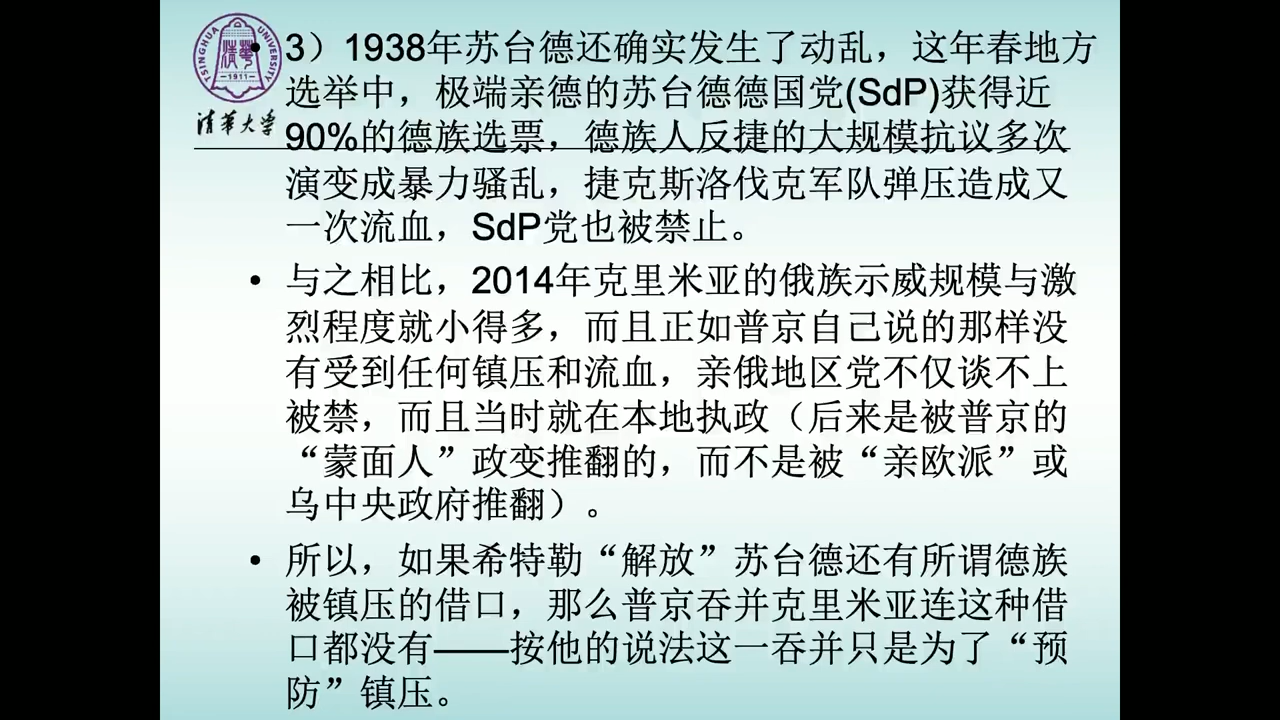 TSINGHUA UNIVERSITY
清華
1911
清华大学
• 3）1938年苏台德还确实发生了动乱，这年春地方
选举中，极端亲德的苏台德德国党(SdP)获得近
90%的德族选票，德族人反捷的大规模抗议多次
演变成暴力骚乱，捷克斯洛伐克军队弹压造成又
一次流血，SdP党也被禁止。
• 与之相比，2014年克里米亚的俄族示威规模与激
烈程度就小得多，而且正如普京自己说的那样没
有受到任何镇压和流血，亲俄地区党不仅谈不上
被禁，而且当时就在本地执政（后来是被普京的
“蒙面人”政变推翻的，而不是被“亲欧派”或
乌中央政府推翻）。
• 所以，如果希特勒“解放”苏台德还有所谓德族
被镇压的借口，那么普京吞并克里米亚连这种借
口都没有——按他的说法这一吞并只是为了“预
防”镇压。